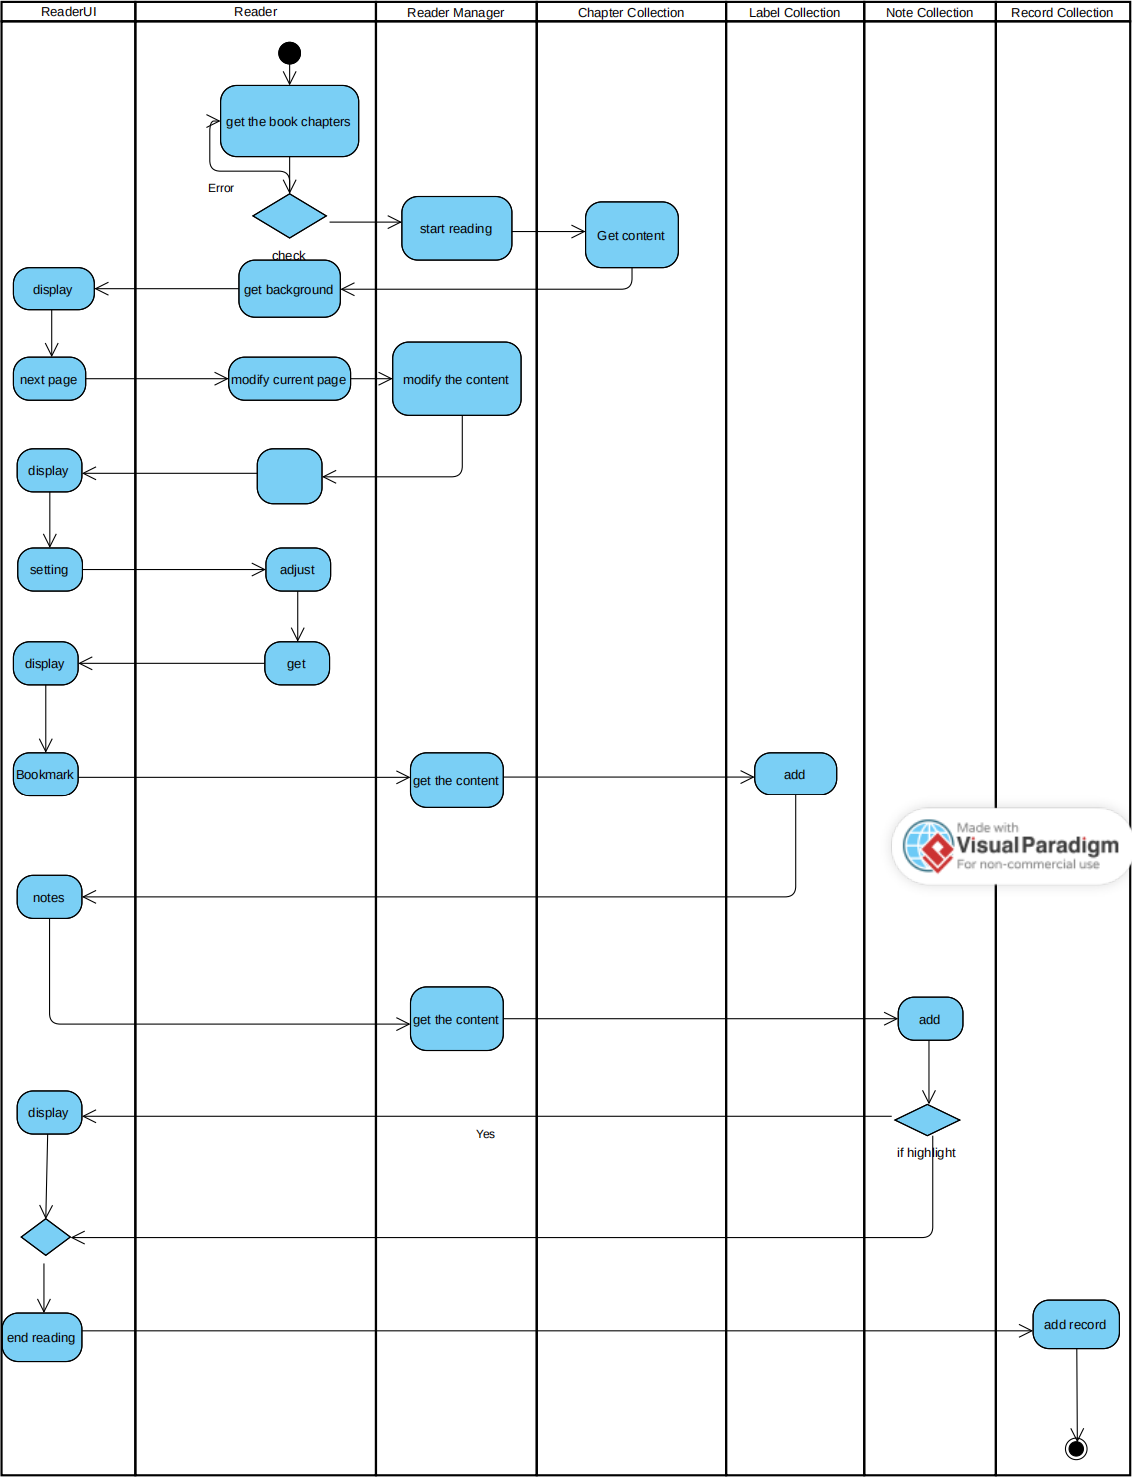 ReaderUI
Reader
Reader Manager
Chapter Collection
Label Collection
Note Collection
Record Collection
get the book chapters
Error
check
start reading
Get content
display
get background
next page
modify current page
modify the content
display
setting
adjust
display
get
Bookmark
get the content
add
Made with
Visual Paradigm
For non-commercial use
notes
get the content
add
display
Yes
if highlight
end reading
add record